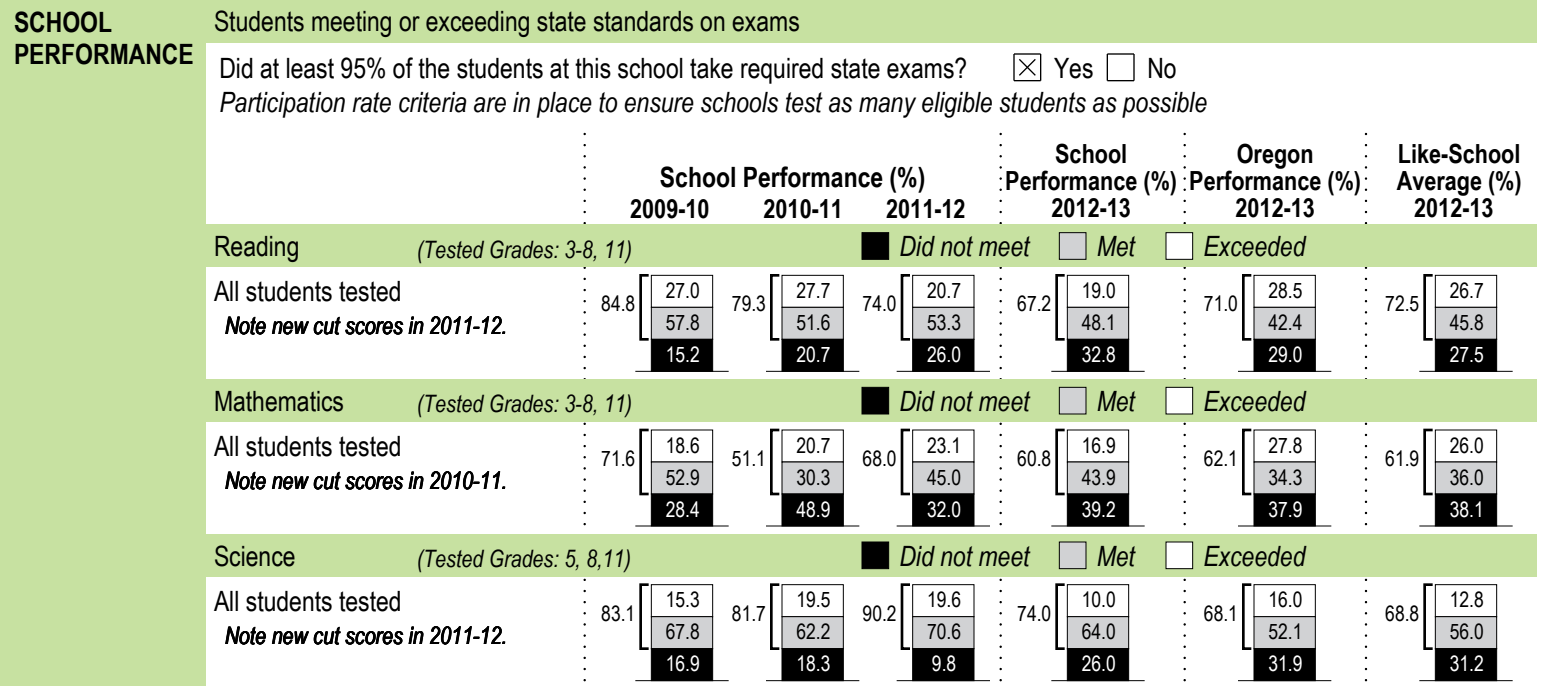 SCHOOL
PERFORMANCE
Students meeting or exceeding state standards on exams
Did at least 95% of the students at this school take required state exams? Yes No
Participation rate criteria are in place to ensure schools test as many eligible students as possible
School Performance (%)
2009-10 2010-11 2011-12
School
Performance (%)
2012-13
Oregon
Performance (%)
2012-13
Like-School
Average (%)
2012-13
Reading (Tested Grades: 3-8, 11) Did not meet Met Exceeded
All students tested
Note new cut scores in 2011-12.
84.8 27.0 79.3 27.7 74.0 20.7 67.2 19.0 71.0 28.5 72.5 26.7
57.8 51.6 53.3 48.1 42.4 45.8
15.2 20.7 26.0 32.8 29.0 27.5
Mathematics (Tested Grades: 3-8, 11) Did not meet Met Exceeded
All students tested
Note new cut scores in 2010-11.
71.6 18.6 51.1 20.7 68.0 23.1 60.8 16.9 62.1 27.8 61.9 26.0
52.9 30.3 45.0 43.9 34.3 36.0
28.4 48.9 32.0 39.2 37.9 38.1
Science (Tested Grades: 5, 8,11) Did not meet Met Exceeded
All students tested
Note new cut scores in 2011-12.
83.1 15.3 81.7 19.5 90.2 19.6 74.0 10.0 68.1 16.0 68.8 12.8
67.8 62.2 70.6 64.0 52.1 56.0
16.9 18.3 9.8 26.0 31.9 31.2